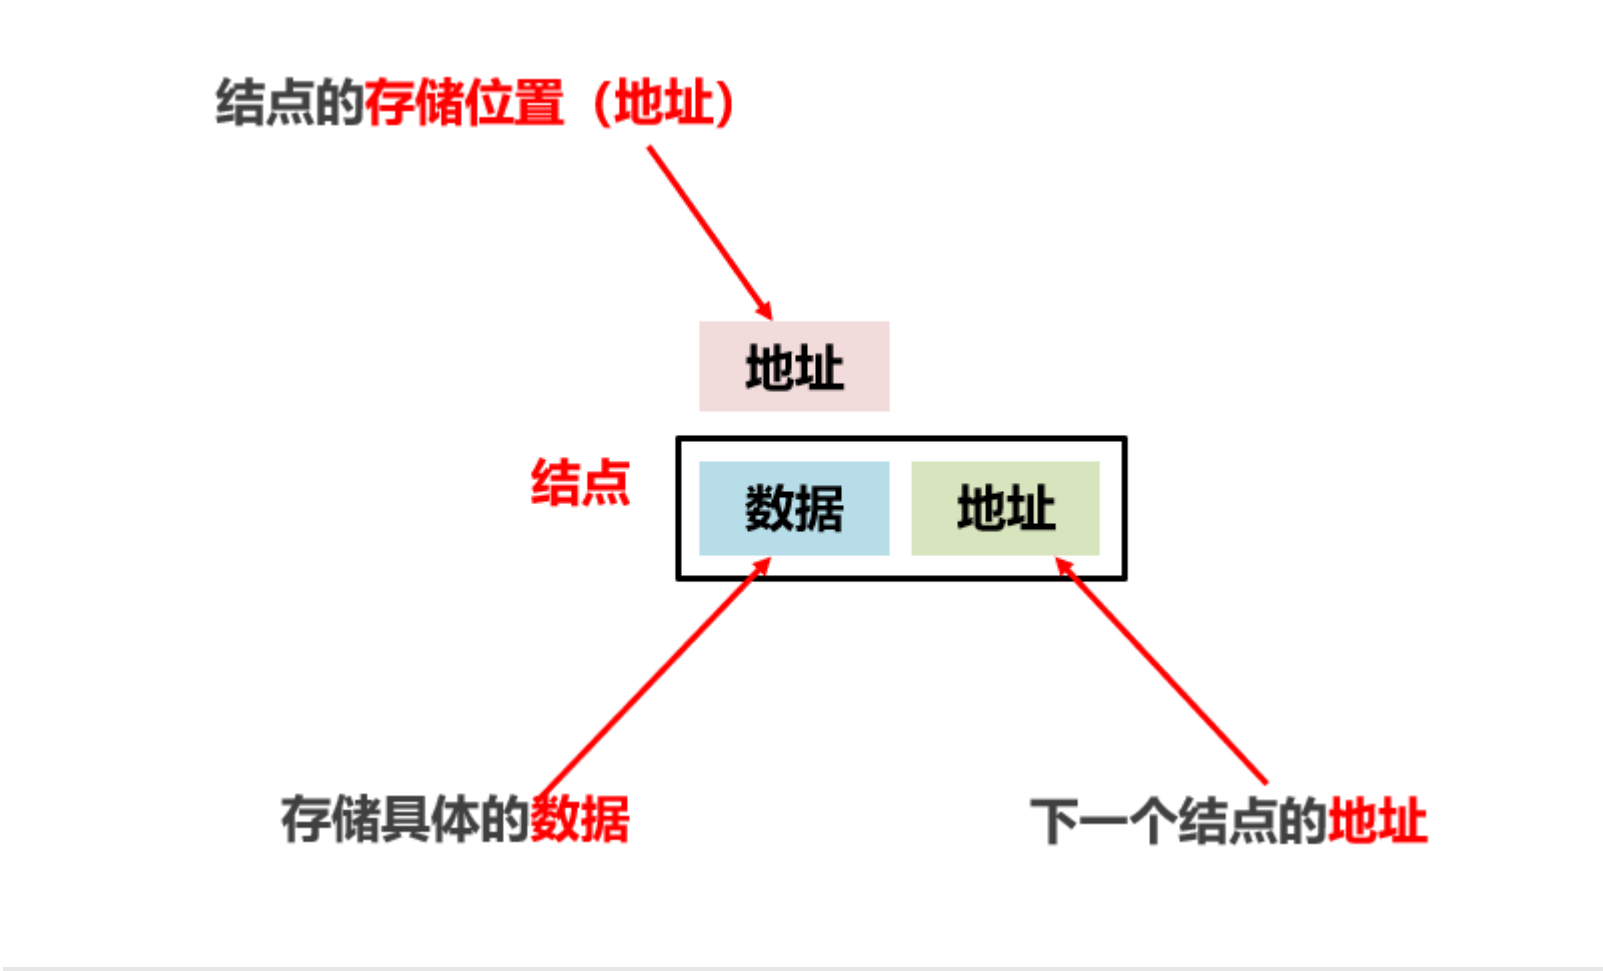 结点的存储位置（地址）
地址
结点
数据 地址
存储具体的数据
下一个结点的地址